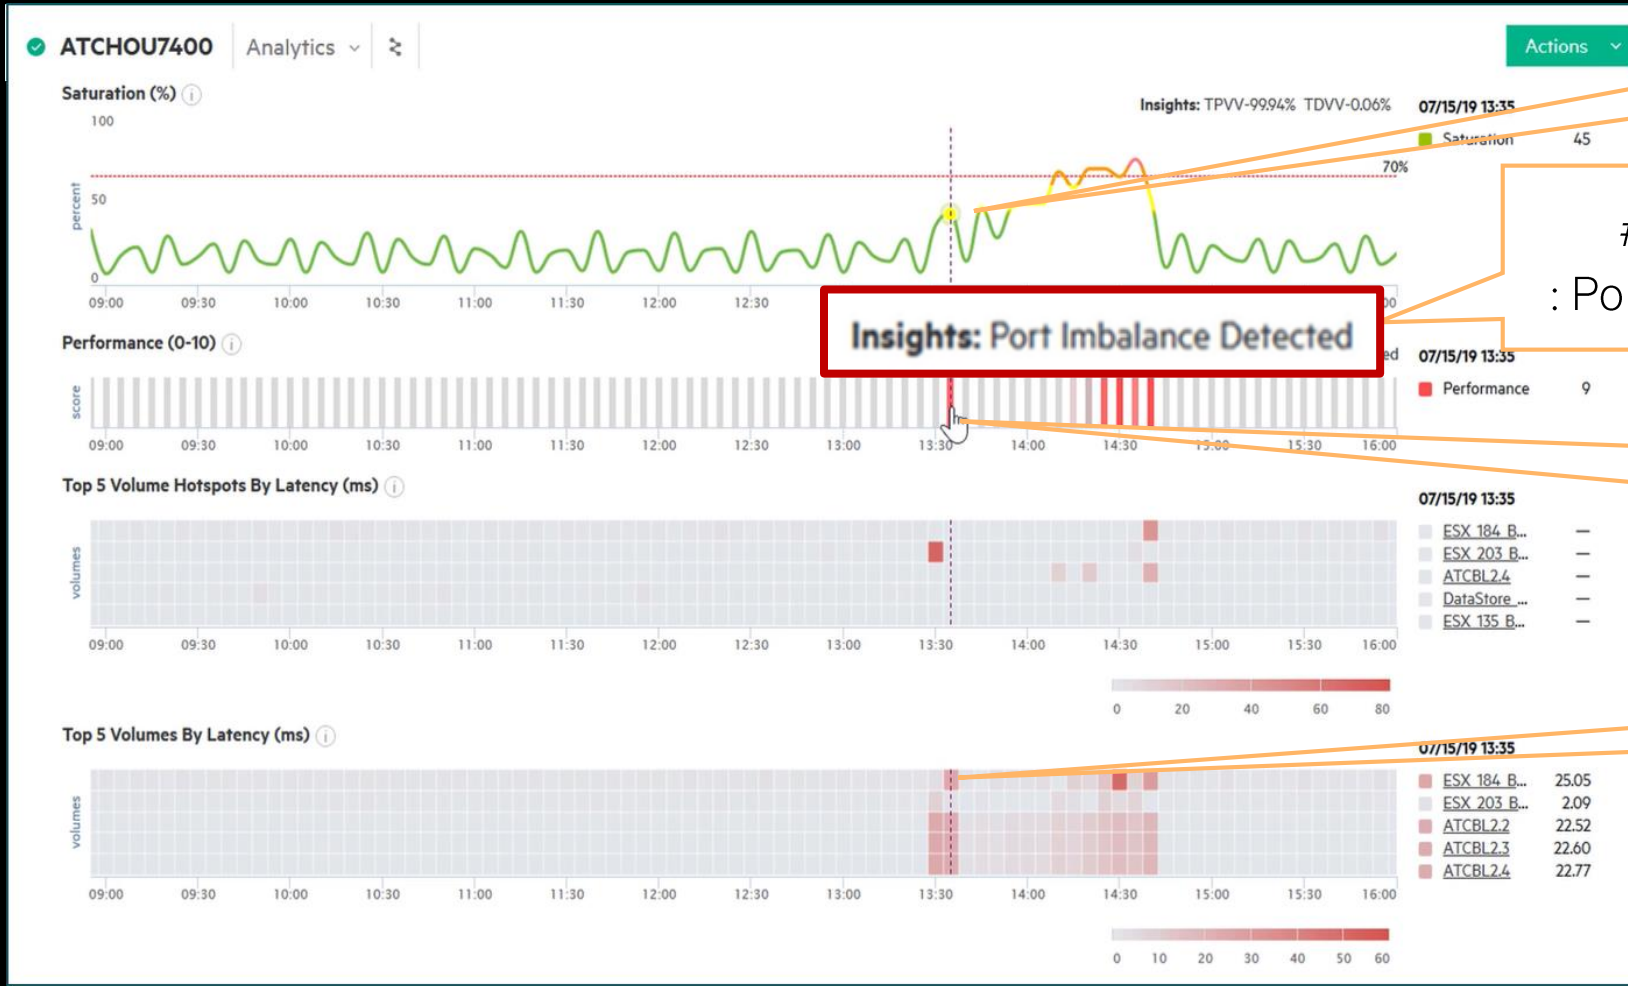 ATCHOU7400 Analytics
Actions
Saturation (%)
Insights: TPVV-99.94% TDVV-0.06%
07/15/19 13:35
Saturation 45
100
70%
percent
50
0
09:00 09:30 10:00 10:30 11:00 11:30 12:00 12:30
#
: Po
Insights: Port Imbalance Detected
Performance (0-10)
07/15/19 13:35
Performance 9
score
09:00 09:30 10:00 10:30 11:00 11:30 12:00 12:30 13:00 13:30 14:00 14:30 15:00 15:30 16:00
Top 5 Volume Hotspots By Latency (ms)
07/15/19 13:35
volumes
ESX 184 B... —
ESX 203 B... —
ATCBL2.4 —
DataStore ... —
ESX 135 B... —
09:00 09:30 10:00 10:30 11:00 11:30 12:00 12:30 13:00 13:30 14:00 14:30 15:00 15:30 16:00
0 20 40 60 80
Top 5 Volumes By Latency (ms)
07/15/19 13:35
volumes
ESX 184 B... 25.05
ESX 203 B... 2.09
ATCBL2.2 22.52
ATCBL2.3 22.60
ATCBL2.4 22.77
09:00 09:30 10:00 10:30 11:00 11:30 12:00 12:30 13:00 13:30 14:00 14:30 15:00 15:30 16:00
0 10 20 30 40 50 60